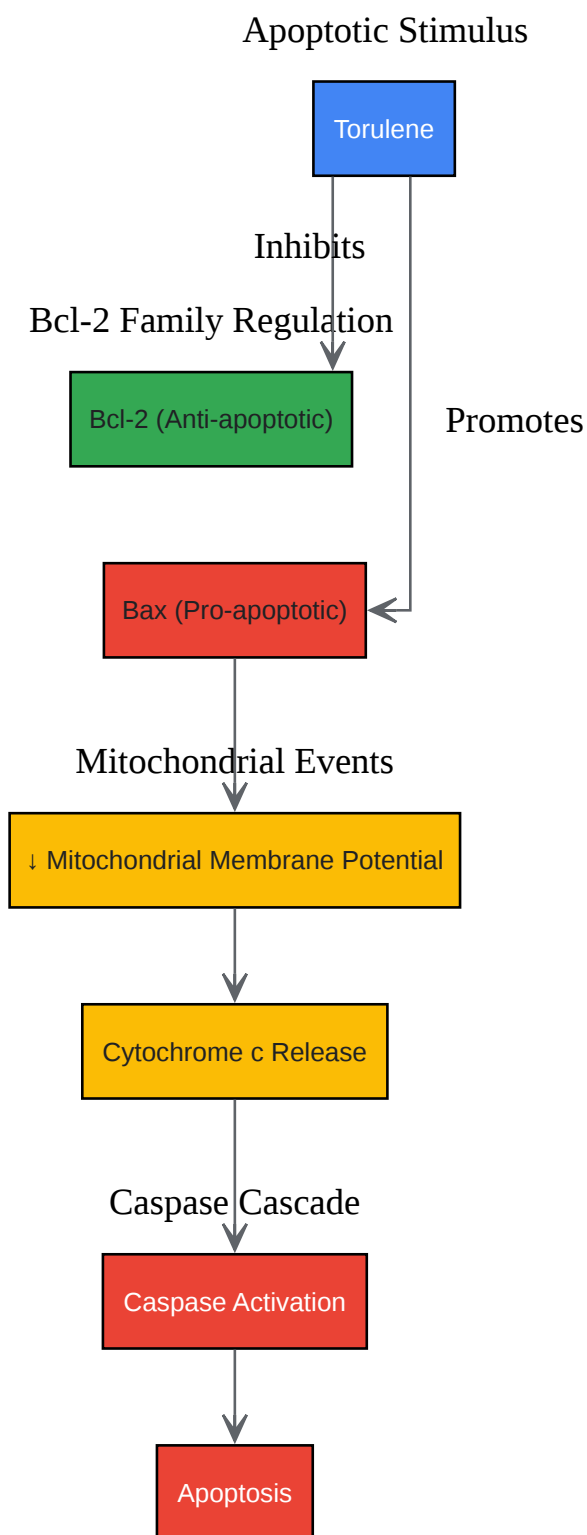 Apoptotic Stimulus
Torulene
Inhibits
Bcl-2 Family Regulation
Bcl-2 (Anti-apoptotic)
Promotes
Bax (Pro-apoptotic)
Mitochondrial Events
↓ Mitochondrial Membrane Potential
Cytochrome c Release
Caspase Cascade
Caspase Activation
Apoptosis